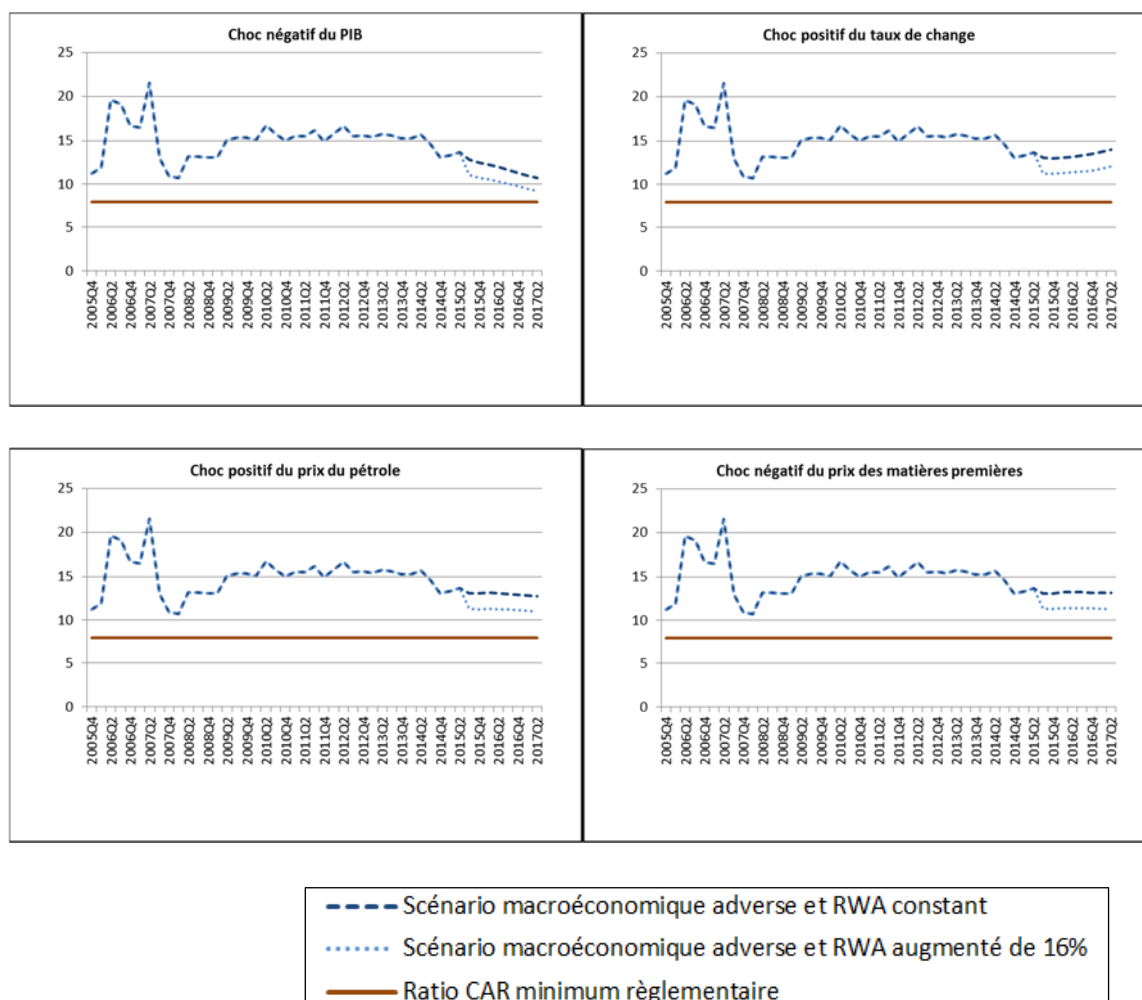 Choc négatif du PIB
25
20
15
10
5
0
2005Q4
2006Q2
2006Q4
2007Q2
2007Q4
2008Q2
2008Q4
2009Q2
2009Q4
2010Q2
2010Q4
2011Q2
2011Q4
2012Q2
2012Q4
2013Q2
2013Q4
2014Q2
2014Q4
2015Q2
2015Q4
2016Q2
2016Q4
2017Q2
Choc positif du taux de change
25
20
15
10
5
0
2005Q4
2006Q2
2006Q4
2007Q2
2007Q4
2008Q2
2008Q4
2009Q2
2009Q4
2010Q2
2010Q4
2011Q2
2011Q4
2012Q2
2012Q4
2013Q2
2013Q4
2014Q2
2014Q4
2015Q2
2015Q4
2016Q2
2016Q4
2017Q2
Choc positif du prix du pétrole
25
20
15
10
5
0
2005Q4
2006Q2
2006Q4
2007Q2
2007Q4
2008Q2
2008Q4
2009Q2
2009Q4
2010Q2
2010Q4
2011Q2
2011Q4
2012Q2
2012Q4
2013Q2
2013Q4
2014Q2
2014Q4
2015Q2
2015Q4
2016Q2
2016Q4
2017Q2
Choc négatif du prix des matières premières
25
20
15
10
5
0
2005Q4
2006Q2
2006Q4
2007Q2
2007Q4
2008Q2
2008Q4
2009Q2
2009Q4
2010Q2
2010Q4
2011Q2
2011Q4
2012Q2
2012Q4
2013Q2
2013Q4
2014Q2
2014Q4
2015Q2
2015Q4
2016Q2
2016Q4
2017Q2
Scénario macroéconomique adverse et RWA constant
Scénario macroéconomique adverse et RWA augmenté de 16%
Ratio CAR minimum règlementaire